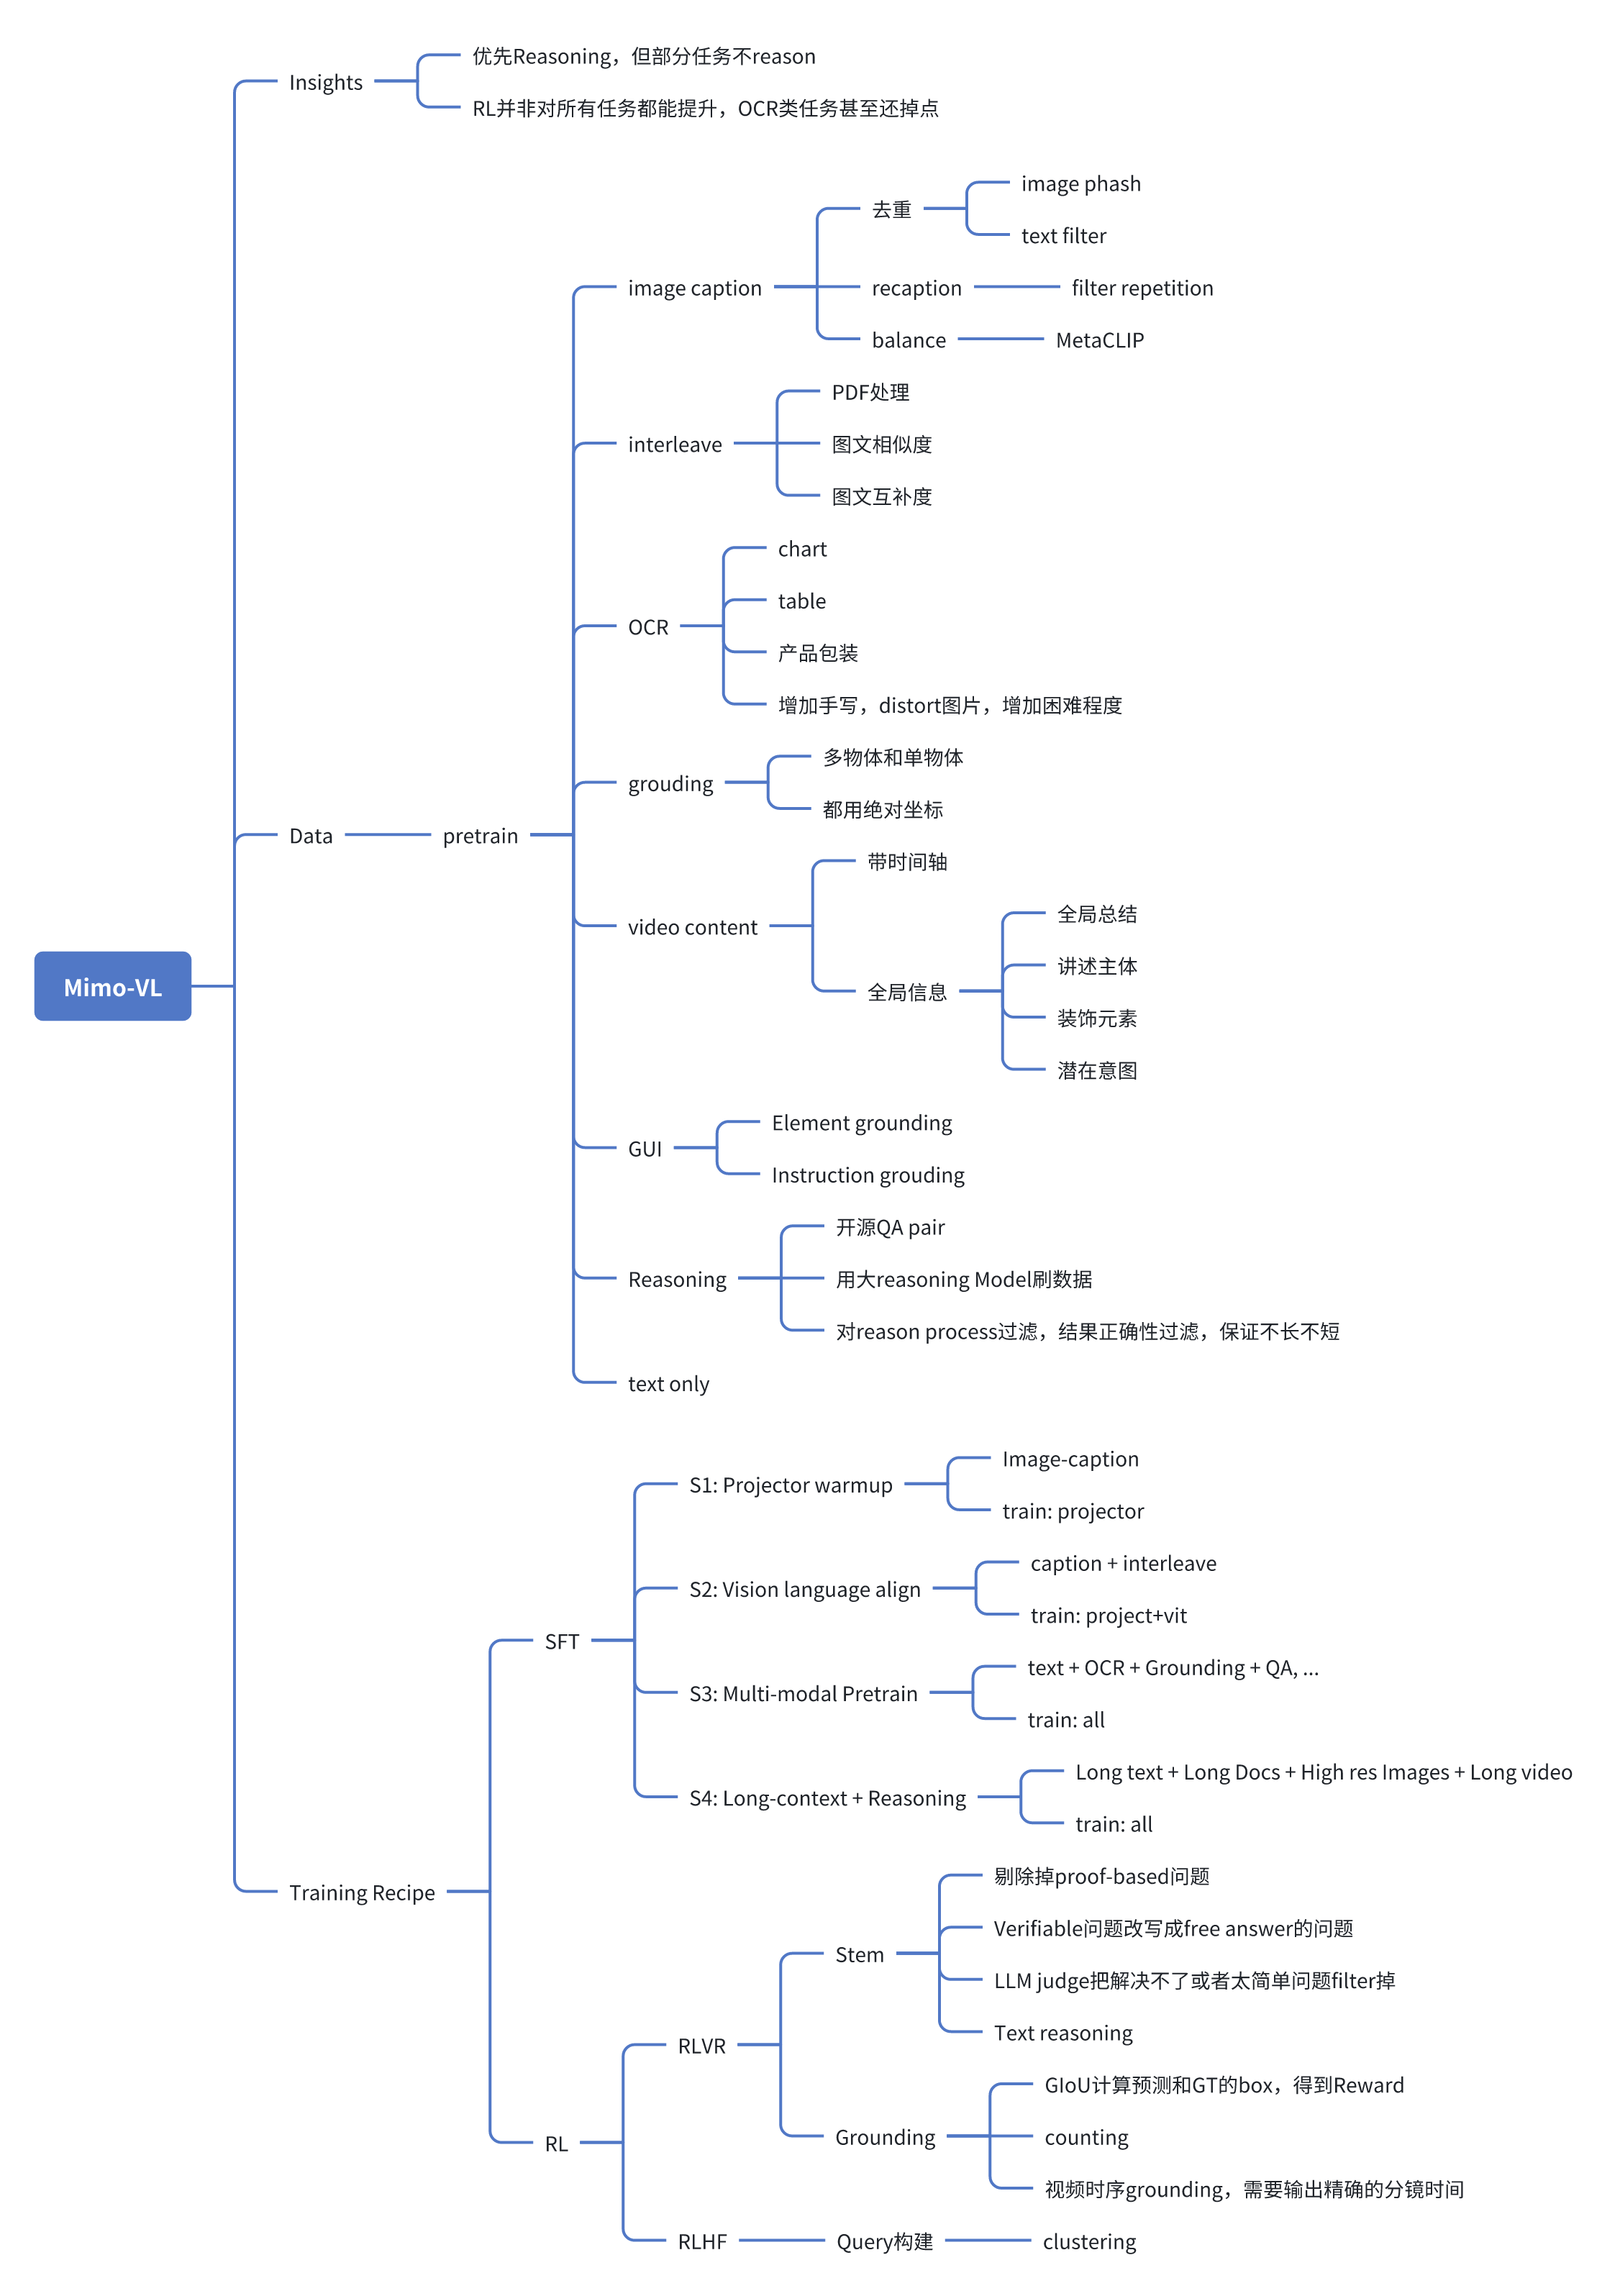 Insights
优先Reasoning，但部分任务不reason
RL并非对所有任务都能提升，OCR类任务甚至还掉点
image phash
去重
text filter
image caption
recaption
filter repetition
balance
MetaCLIP
PDF处理
interleave
图文相似度
图文互补度
chart
table
OCR
产品包装
增加手写，distort图片，增加困难程度
多物体和单物体
grouding
都用绝对坐标
Data
pretrain
带时间轴
video content
全局总结
讲述主体
全局信息
装饰元素
潜在意图
Mimo-VL
Element grounding
GUI
Instruction grouding
开源QA pair
Reasoning
用大reasoning Model刷数据
对reason process过滤，结果正确性过滤，保证不长不短
text only
Image-caption
S1: Projector warmup
train: projector
caption + interleave
S2: Vision language align
train: project+vit
SFT
text + OCR + Grounding + QA, ...
S3: Multi-modal Pretrain
train: all
Long text + Long Docs + High res Images + Long video
S4: Long-context + Reasoning
train: all
Training Recipe
剔除掉proof-based问题
Verifiable问题改写成free answer的问题
Stem
LLM judge把解决不了或者太简单问题filter掉
Text reasoning
RLVR
GIoU计算预测和GT的box，得到Reward
Grounding
counting
RL
视频时序grounding，需要输出精确的分镜时间
RLHF
Query构建
clustering